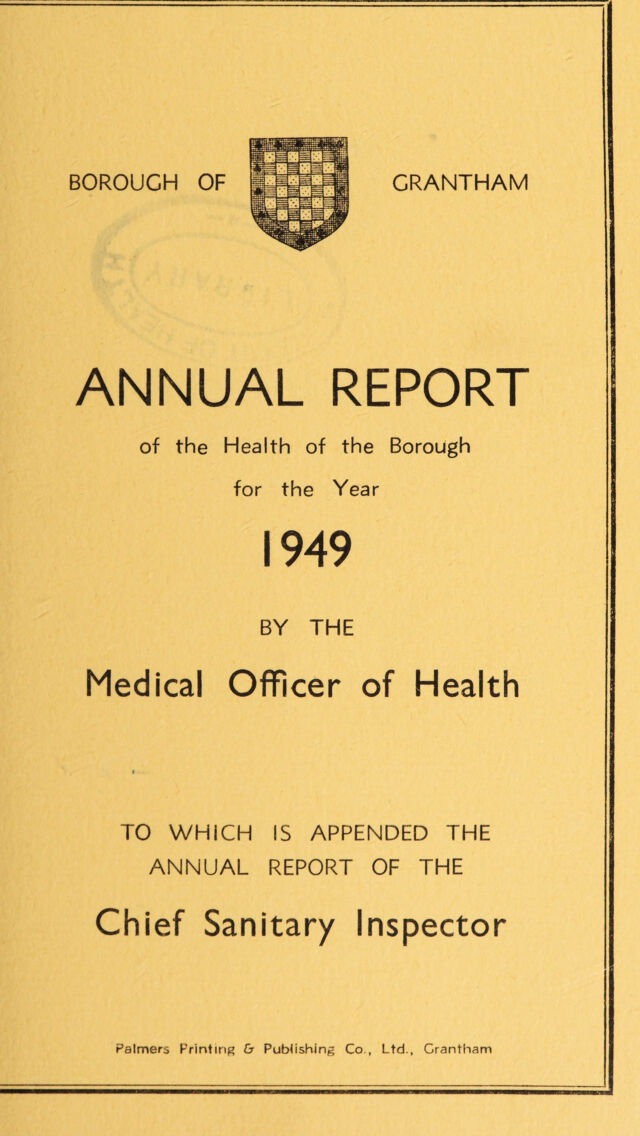 BOROUGH OF GRANTHAM
ANNUAL REPORT
of the Health of the Borough
for the Year
1949
BY THE
Medical Officer of Health
TO WHICH IS APPENDED THE
ANNUAL REPORT OF THE
Chief Sanitary Inspector
Palmers Printing & Publishing Co., Ltd., Grantham